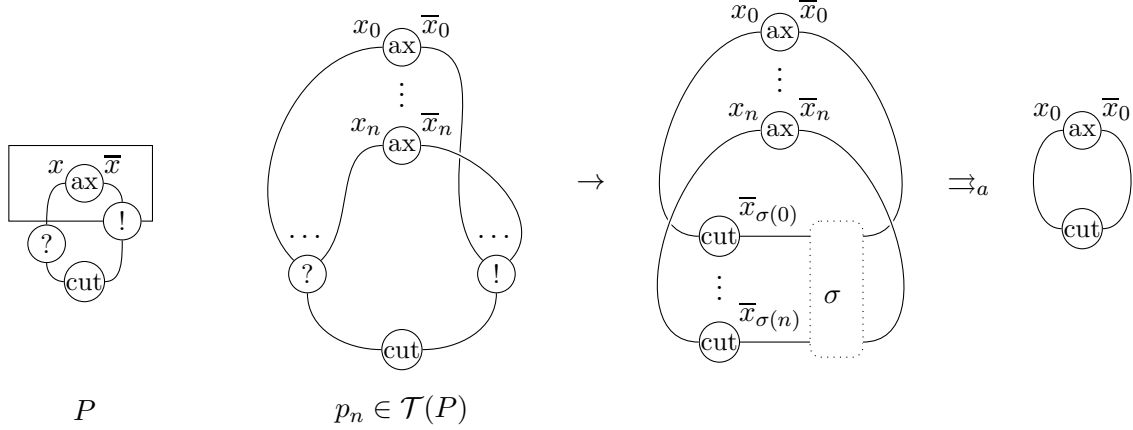 x ax x̅
? !
cut
P
x₀ ax x̅₀
⋮
xₙ ax x̅ₙ
... ...
? !
cut
pₙ ∈ 𝒯(P)
→
x₀ ax x̅₀
⋮
xₙ ax x̅ₙ
cut x̅_{σ(0)}
⋮ σ
cut x̅_{σ(n)}
⇉ₐ
x₀ ax x̅₀
cut